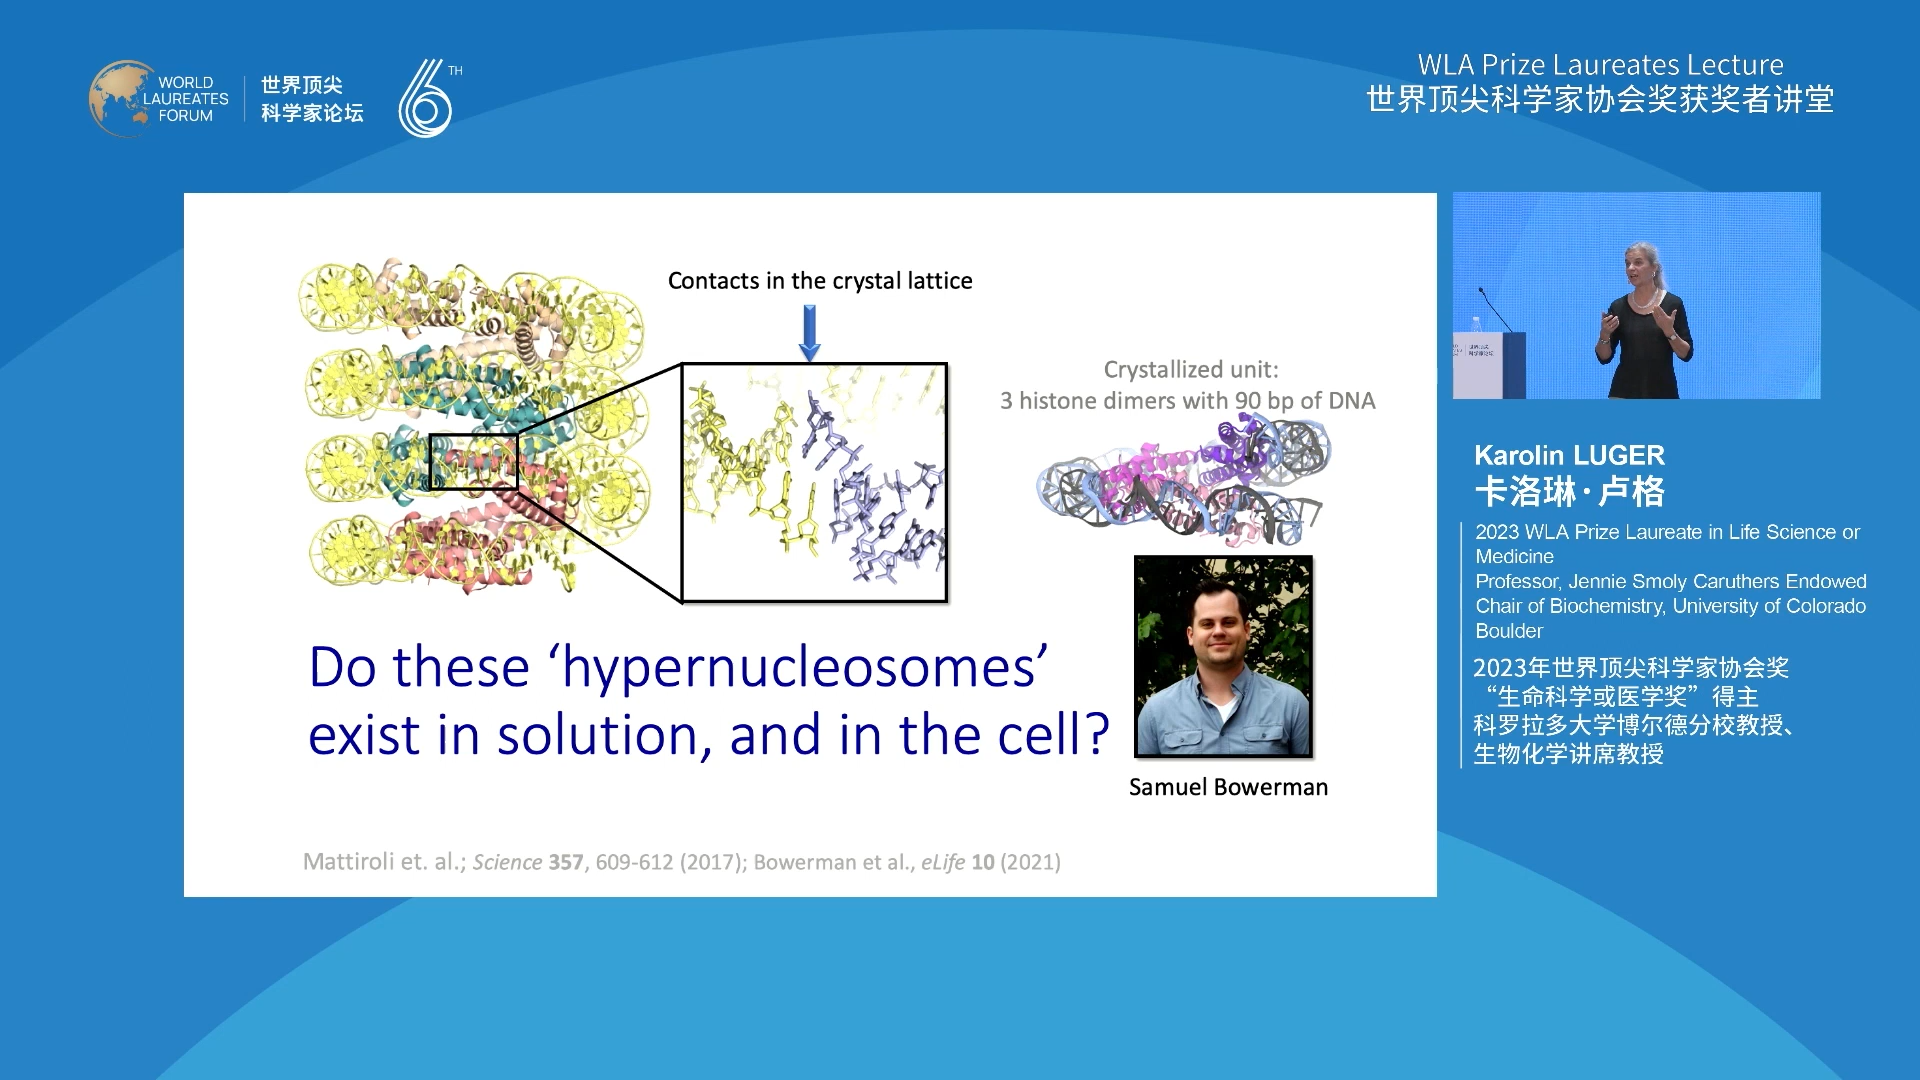 WORLD
LAUREATES
FORUM
世界顶尖
科学家论坛
6TH
WLA Prize Laureates Lecture
世界顶尖科学家协会奖获奖者讲堂
Contacts in the crystal lattice
Crystallized unit:
3 histone dimers with 90 bp of DNA
Do these ‘hypernucleosomes’
exist in solution, and in the cell?
Samuel Bowerman
Mattiroli et. al.; Science 357, 609-612 (2017); Bowerman et al., eLife 10 (2021)
Karolin LUGER
卡洛琳·卢格
2023 WLA Prize Laureate in Life Science or
Medicine
Professor, Jennie Smoly Caruthers Endowed
Chair of Biochemistry, University of Colorado
Boulder
2023年世界顶尖科学家协会奖
“生命科学或医学奖”得主
科罗拉多大学博尔德分校教授、
生物化学讲席教授